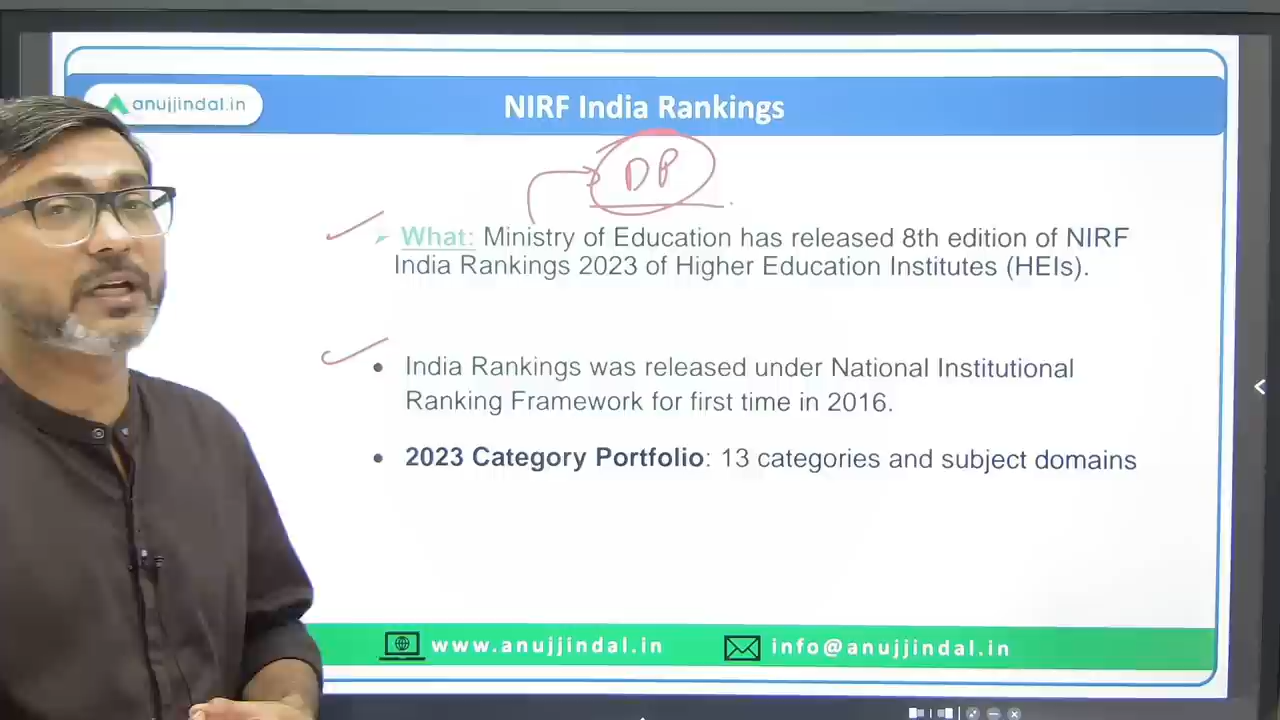 anujjindal.in
NIRF India Rankings
DP
What: Ministry of Education has released 8th edition of NIRF
India Rankings 2023 of Higher Education Institutes (HEIs).
India Rankings was released under National Institutional
Ranking Framework for first time in 2016.
2023 Category Portfolio: 13 categories and subject domains
www.anujjindal.in
info@anujjindal.in